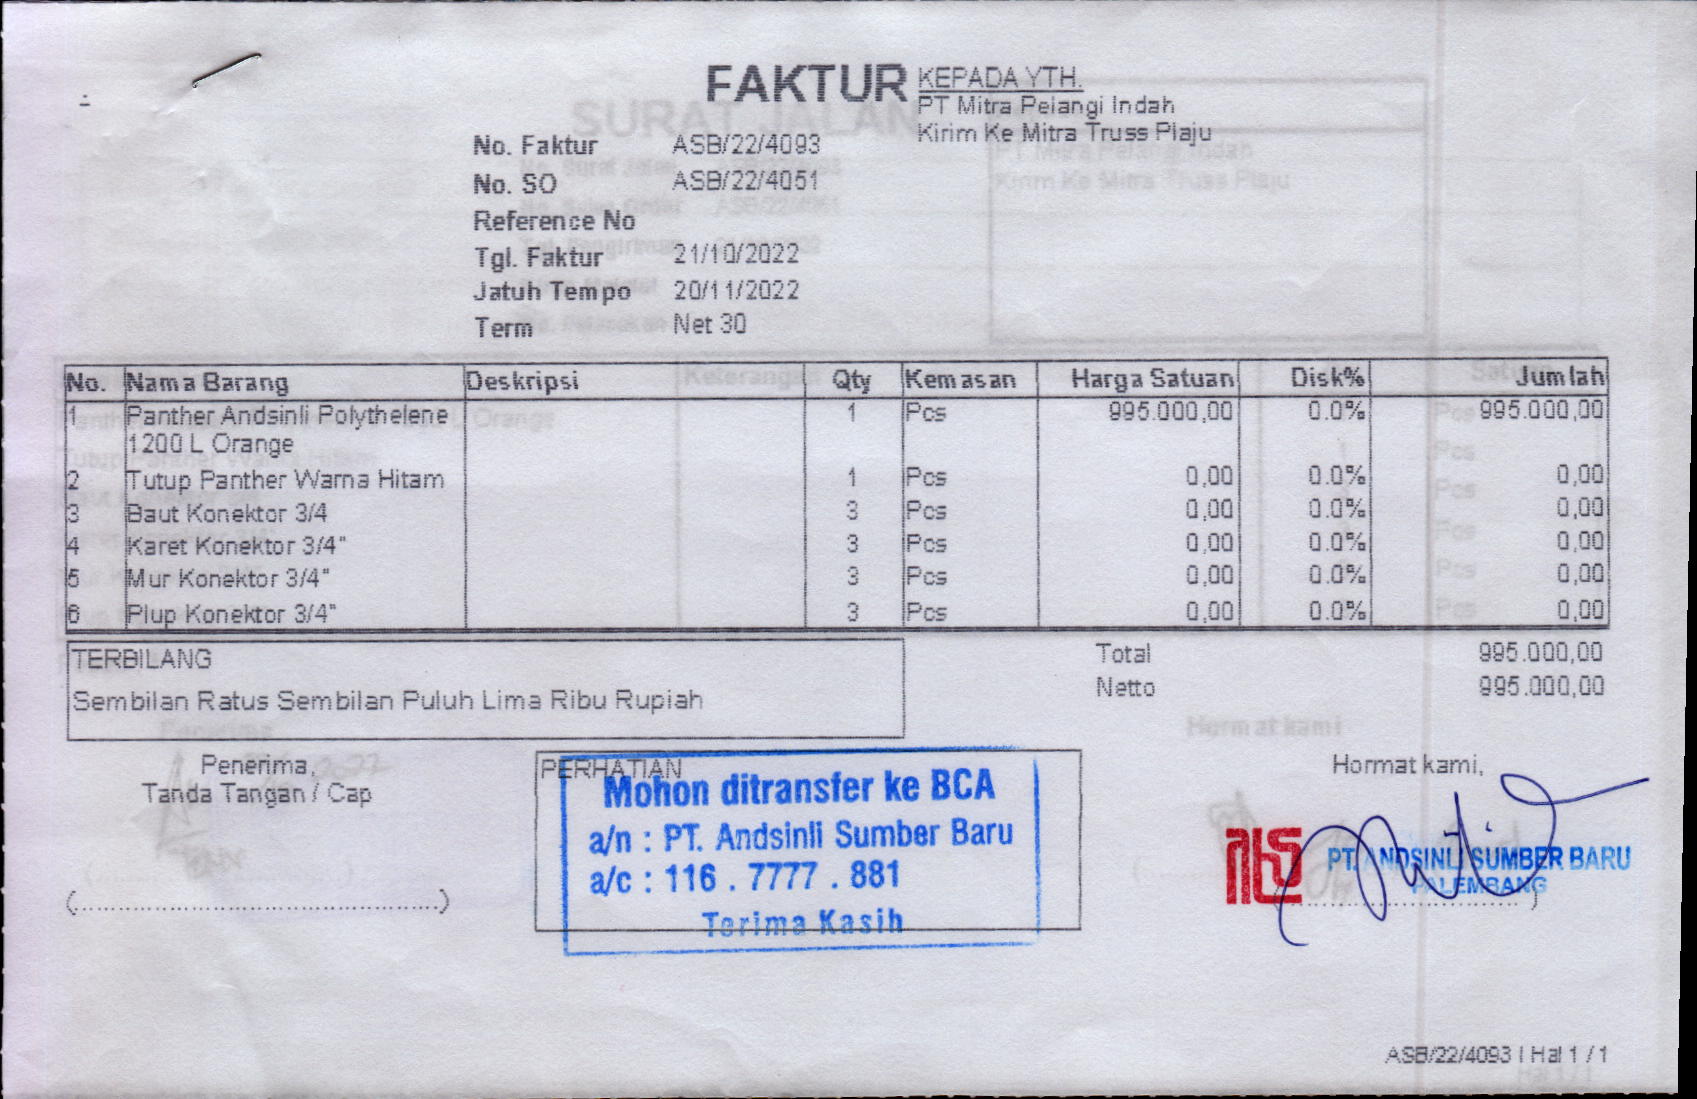 FAKTUR
KEPADA YTH.
PT Mitra Pelangi Indah
Kirim Ke Mitra Truss Plaju
No. Faktur ASB/22/4093
No. SO ASB/22/4051
Reference No
Tgl. Faktur 21/10/2022
Jatuh Tempo 20/11/2022
Term Net 30
No. Nama Barang Deskripsi Qty Kemasan Harga Satuan Disk% Jumlah
1 Panther Andsinli Polythelene 1 Pcs 995.000,00 0.0% 995.000,00
1200 L Orange
2 Tutup Panther Warna Hitam 1 Pcs 0,00 0.0% 0,00
3 Baut Konektor 3/4 3 Pcs 0,00 0.0% 0,00
4 Karet Konektor 3/4" 3 Pcs 0,00 0.0% 0,00
5 Mur Konektor 3/4" 3 Pcs 0,00 0.0% 0,00
6 Plup Konektor 3/4" 3 Pcs 0,00 0.0% 0,00
TERBILANG
Sembilan Ratus Sembilan Puluh Lima Ribu Rupiah
Total 995.000,00
Netto 995.000,00
Penerima,
Tanda Tangan / Cap
(............................................................)
PERHATIAN
Mohon ditransfer ke BCA
a/n : PT. Andsinli Sumber Baru
a/c : 116 . 7777 . 881
Terima Kasih
Hormat kami,
PT. ANDSINLI SUMBER BARU
PALEMBANG
ASB/22/4093 | Hal 1 / 1